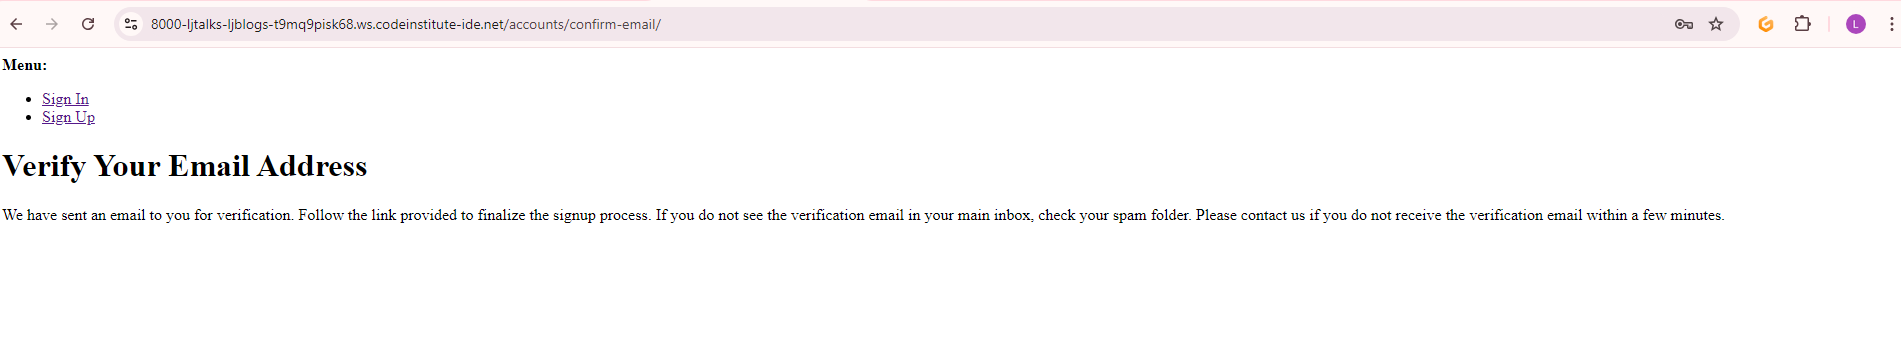 8000-ljtalks-ljblogs-t9mq9pisk68.ws.codeinstitute-ide.net/accounts/confirm-email/
L
Menu:
Sign In
Sign Up
Verify Your Email Address
We have sent an email to you for verification. Follow the link provided to finalize the signup process. If you do not see the verification email in your main inbox, check your spam folder. Please contact us if you do not receive the verification email within a few minutes.